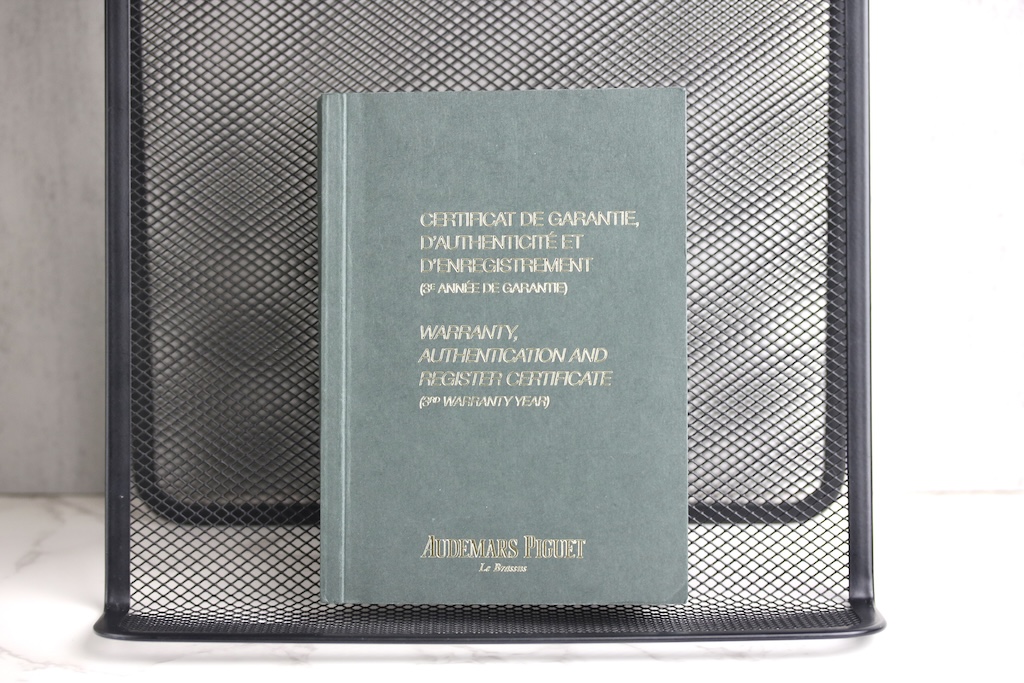 CERTIFICAT DE GARANTIE,
D'AUTHENTICITÉ ET
D'ENREGISTREMENT
(3E ANNÉE DE GARANTIE)
WARRANTY,
AUTHENTICATION AND
REGISTER CERTIFICATE
(3RD WARRANTY YEAR)
AUDEMARS PIGUET
Le Brassus